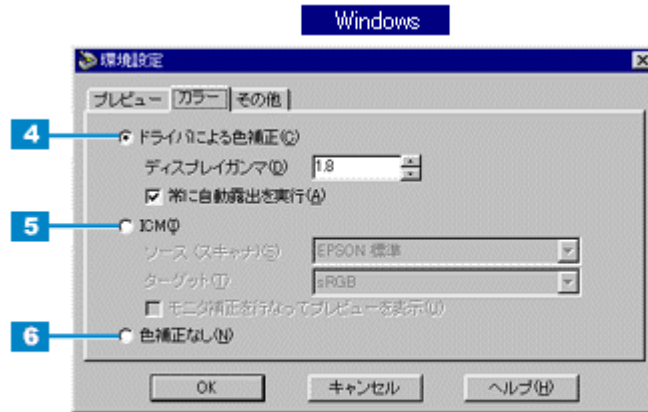 Windows
環境設定
プレビュー カラー その他
4 ドライバによる色補正(C)
ディスプレイガンマ(D) 1.8
常に自動露出を実行(A)
5 ICM(I)
ソース (スキャナ)(S) EPSON 標準
ターゲット(T) sRGB
モニタ補正を行なってプレビューを表示(U)
6 色補正なし(N)
OK キャンセル ヘルプ(H)